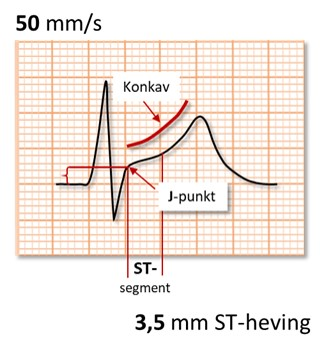 50 mm/s
Konkav
J-punkt
ST-
segment
3,5 mm ST-heving